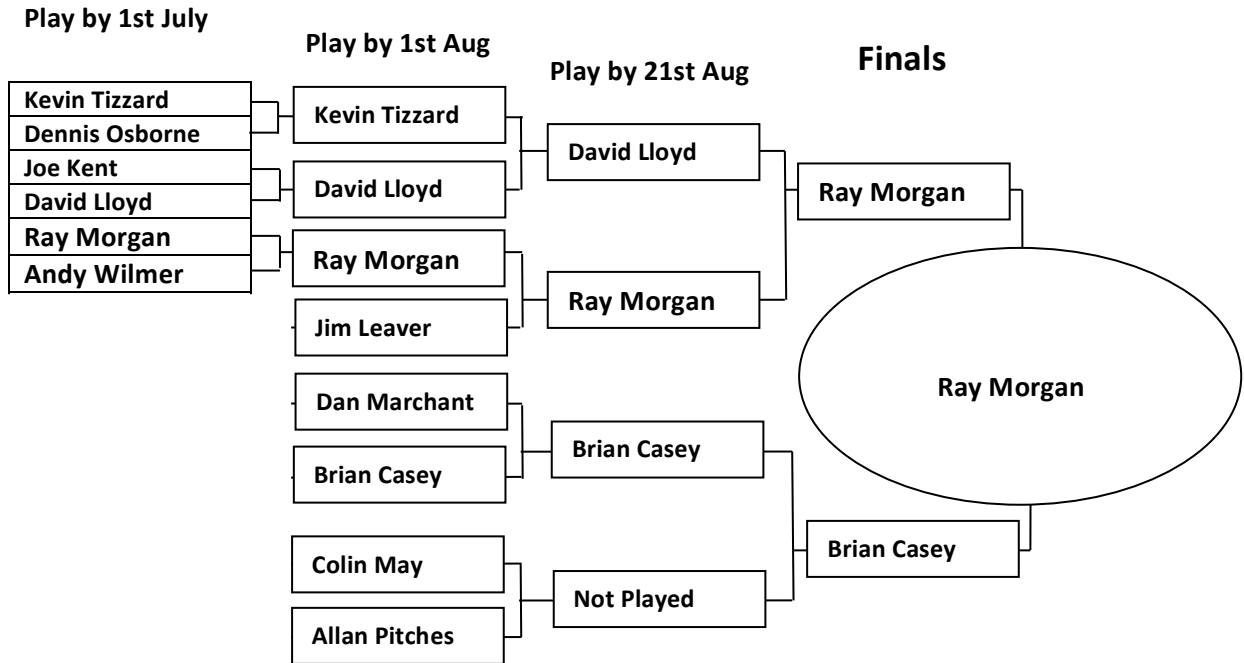 Play by 1st July
Play by 1st Aug
Play by 21st Aug
Finals
Kevin Tizzard
Dennis Osborne
Joe Kent
David Lloyd
Ray Morgan
Andy Wilmer
Kevin Tizzard
David Lloyd
Ray Morgan
Jim Leaver
Dan Marchant
Brian Casey
Colin May
Allan Pitches
David Lloyd
Ray Morgan
Brian Casey
Not Played
Ray Morgan
Brian Casey
Ray Morgan